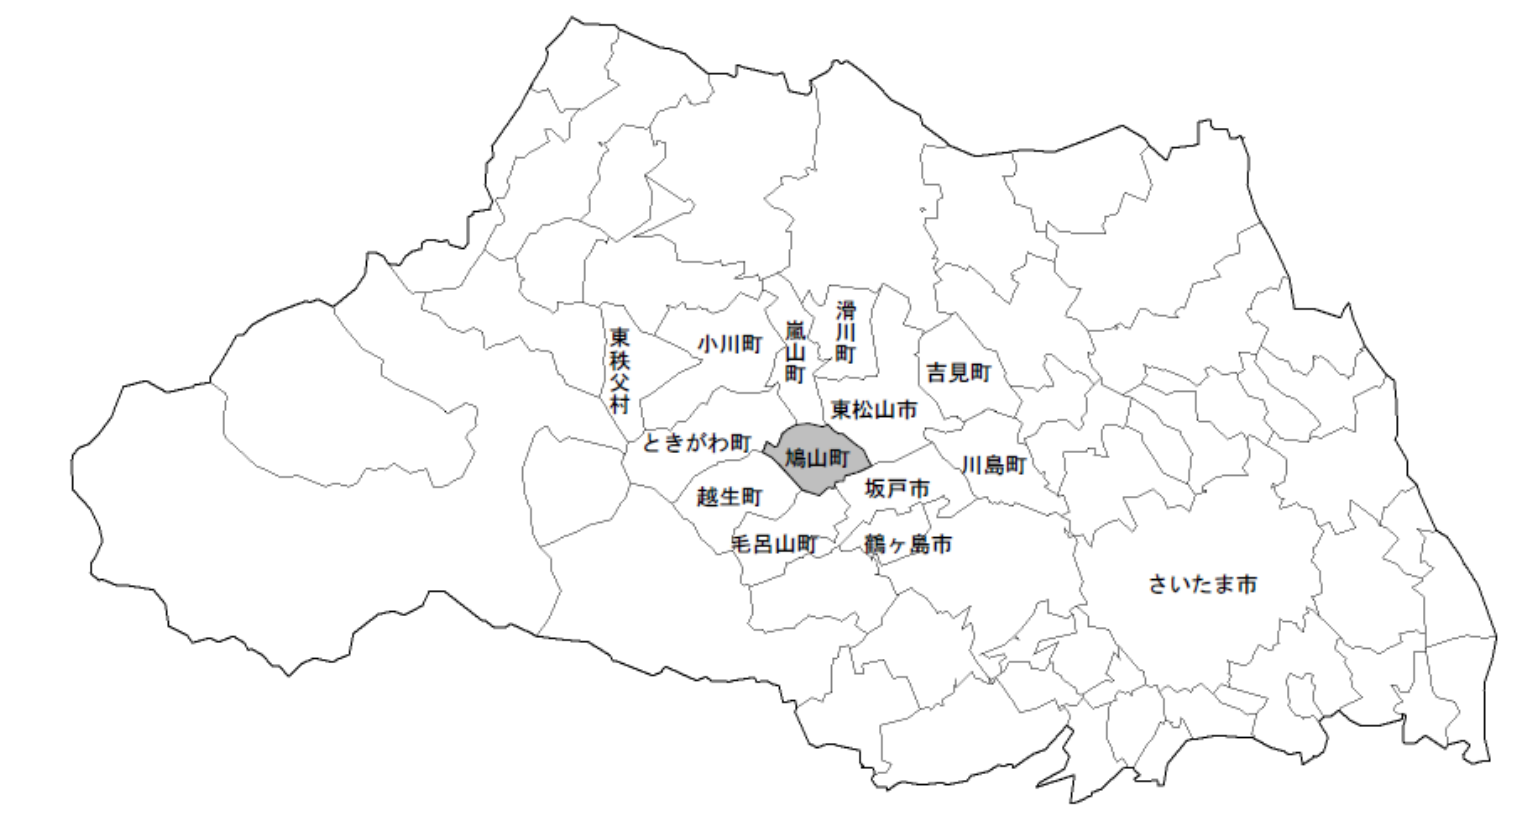 滑川町
嵐山町
東秩父村
小川町
吉見町
東松山市
ときがわ町
鳩山町
川島町
越生町
坂戸市
毛呂山町
鶴ヶ島市
さいたま市